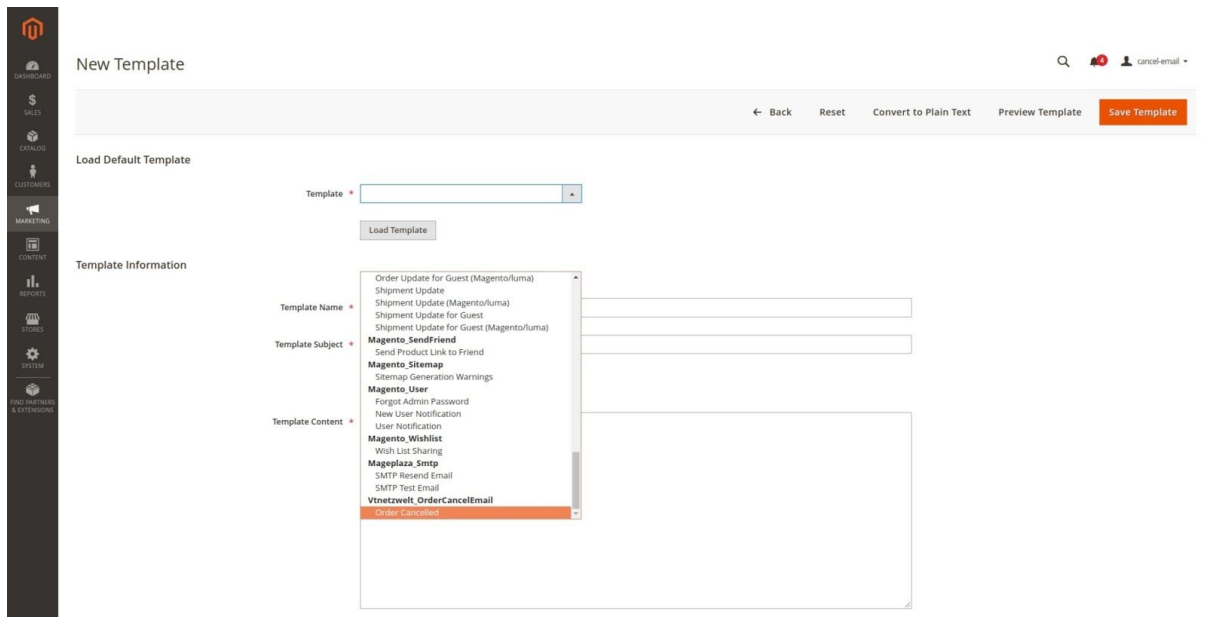 New Template
4
cancel-email
DASHBOARD
SALES
CATALOG
CUSTOMERS
MARKETING
CONTENT
REPORTS
STORES
SYSTEM
FIND PARTNERS
& EXTENSIONS
← Back Reset Convert to Plain Text Preview Template Save Template
Load Default Template
Template *
Load Template
Template Information
Template Name *
Template Subject *
Template Content *
Order Update for Guest (Magento/luma)
Shipment Update
Shipment Update (Magento/luma)
Shipment Update for Guest
Shipment Update for Guest (Magento/luma)
Magento_SendFriend
Send Product Link to Friend
Magento_Sitemap
Sitemap Generation Warnings
Magento_User
Forgot Admin Password
New User Notification
User Notification
Magento_Wishlist
Wish List Sharing
Mageplaza_Smtp
SMTP Resend Email
SMTP Test Email
Vtnetzwelt_OrderCancelEmail
Order Cancelled